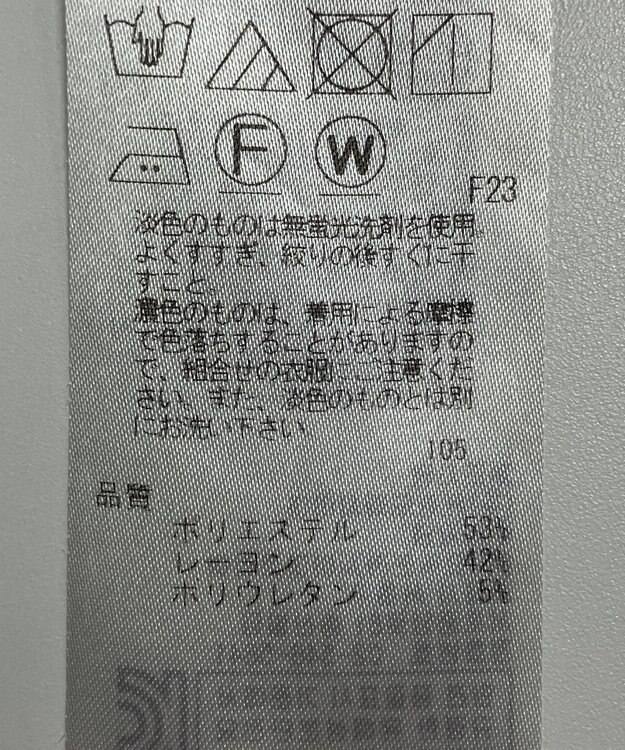 F
W
F23
淡色のものは無蛍光洗剤を使用、
よくすすぎ、絞りの後すぐに干
すこと。
濃色のものは、着用による摩擦
で色落ちすることがありますの
で、組合せの衣服に、ご注意くだ
さい。また、淡色のものとは別
にお洗い下さい
105
品質
ポリエステル 53%
レーヨン 42%
ポリウレタン 5%